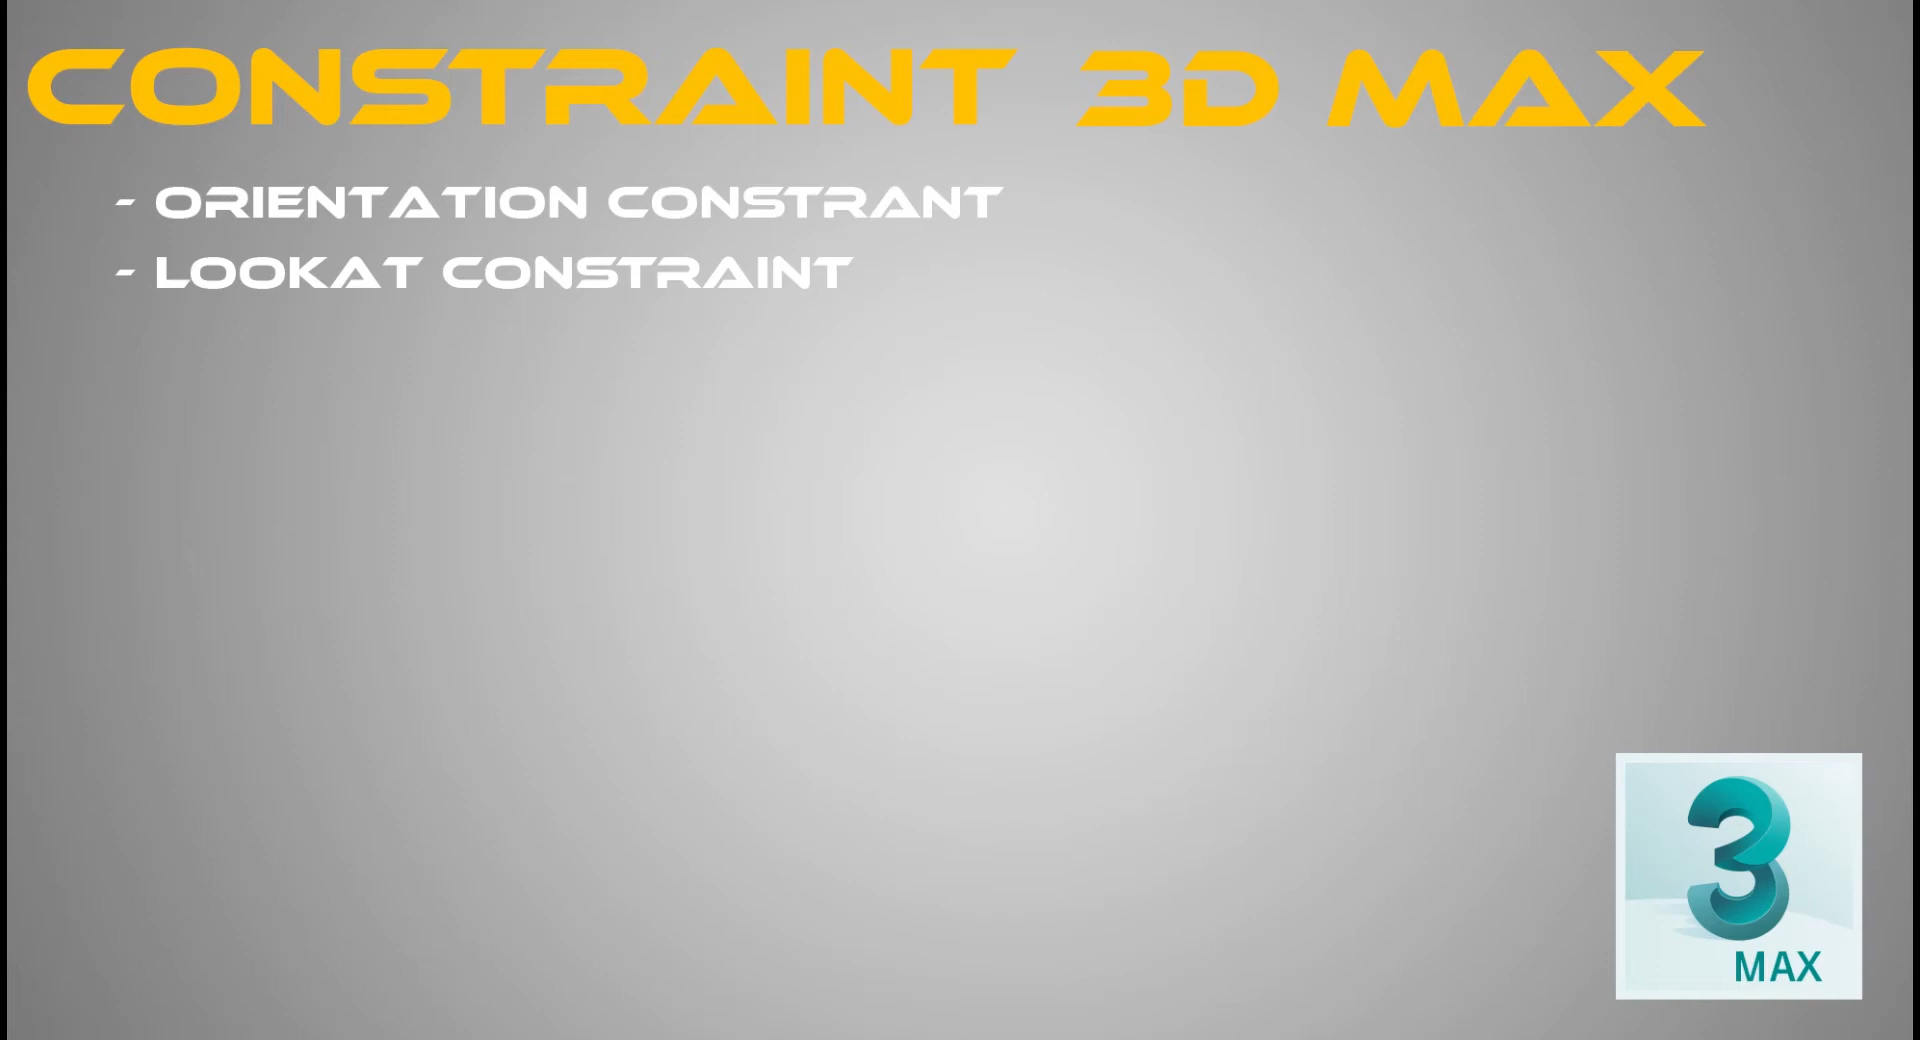 CONSTRAINT 3D MAX
- ORIENTATION CONSTRANT
- LOOKAT CONSTRAINT
3
MAX